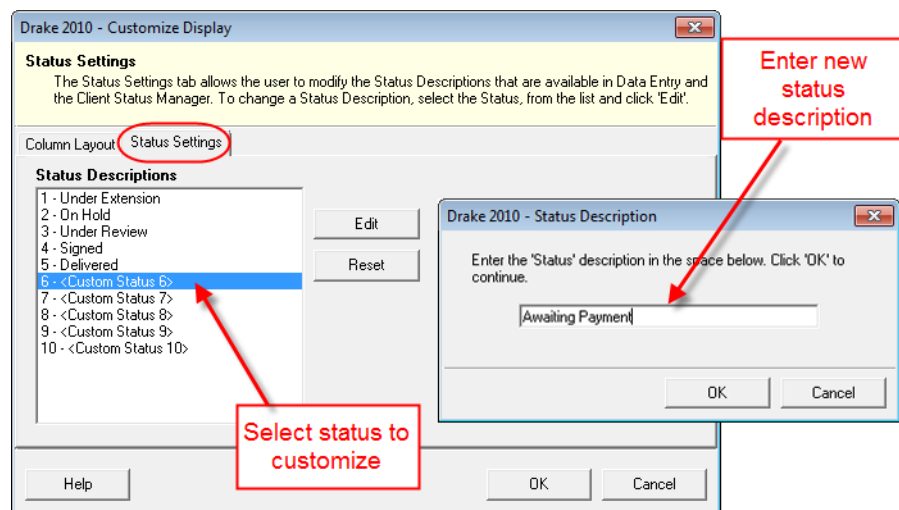 Drake 2010 - Customize Display
Status Settings
The Status Settings tab allows the user to modify the Status Descriptions that are available in Data Entry and
the Client Status Manager. To change a Status Description, select the Status, from the list and click 'Edit'.
Enter new
status
description
Column Layout
Status Settings
Status Descriptions
1 - Under Extension
2 - On Hold
3 - Under Review
4 - Signed
5 - Delivered
6 - <Custom Status 6>
7 - <Custom Status 7>
8 - <Custom Status 8>
9 - <Custom Status 9>
10 - <Custom Status 10>
Edit
Reset
Drake 2010 - Status Description
Enter the 'Status' description in the space below. Click 'OK' to
continue.
Awaiting Payment
OK
Cancel
Select status to
customize
Help
OK
Cancel